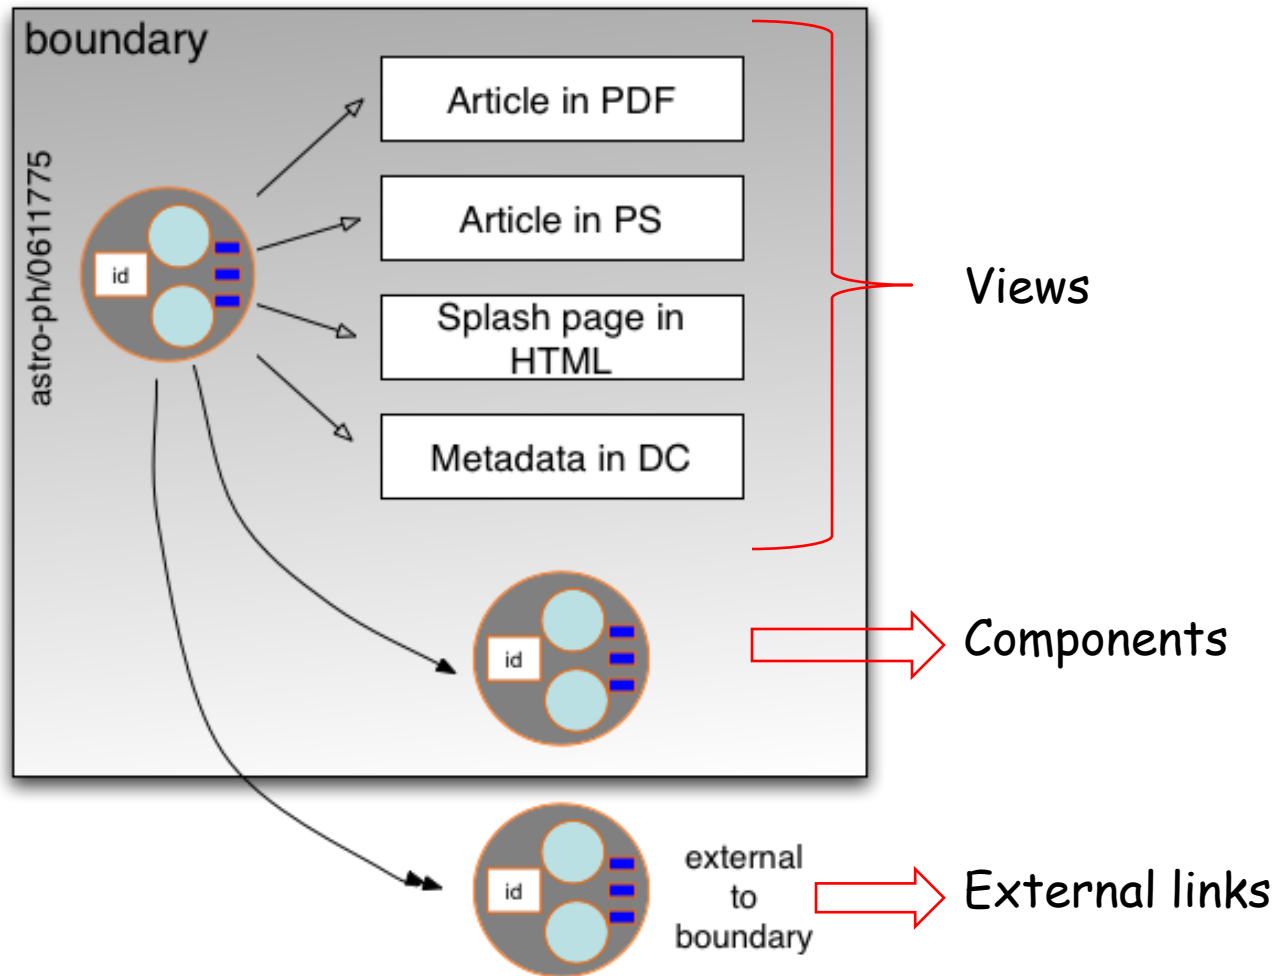 boundary
Article in PDF
astro-ph/0611775
Article in PS
id
Views
Splash page in
HTML
Metadata in DC
id
Components
id
external
to
boundary
External links